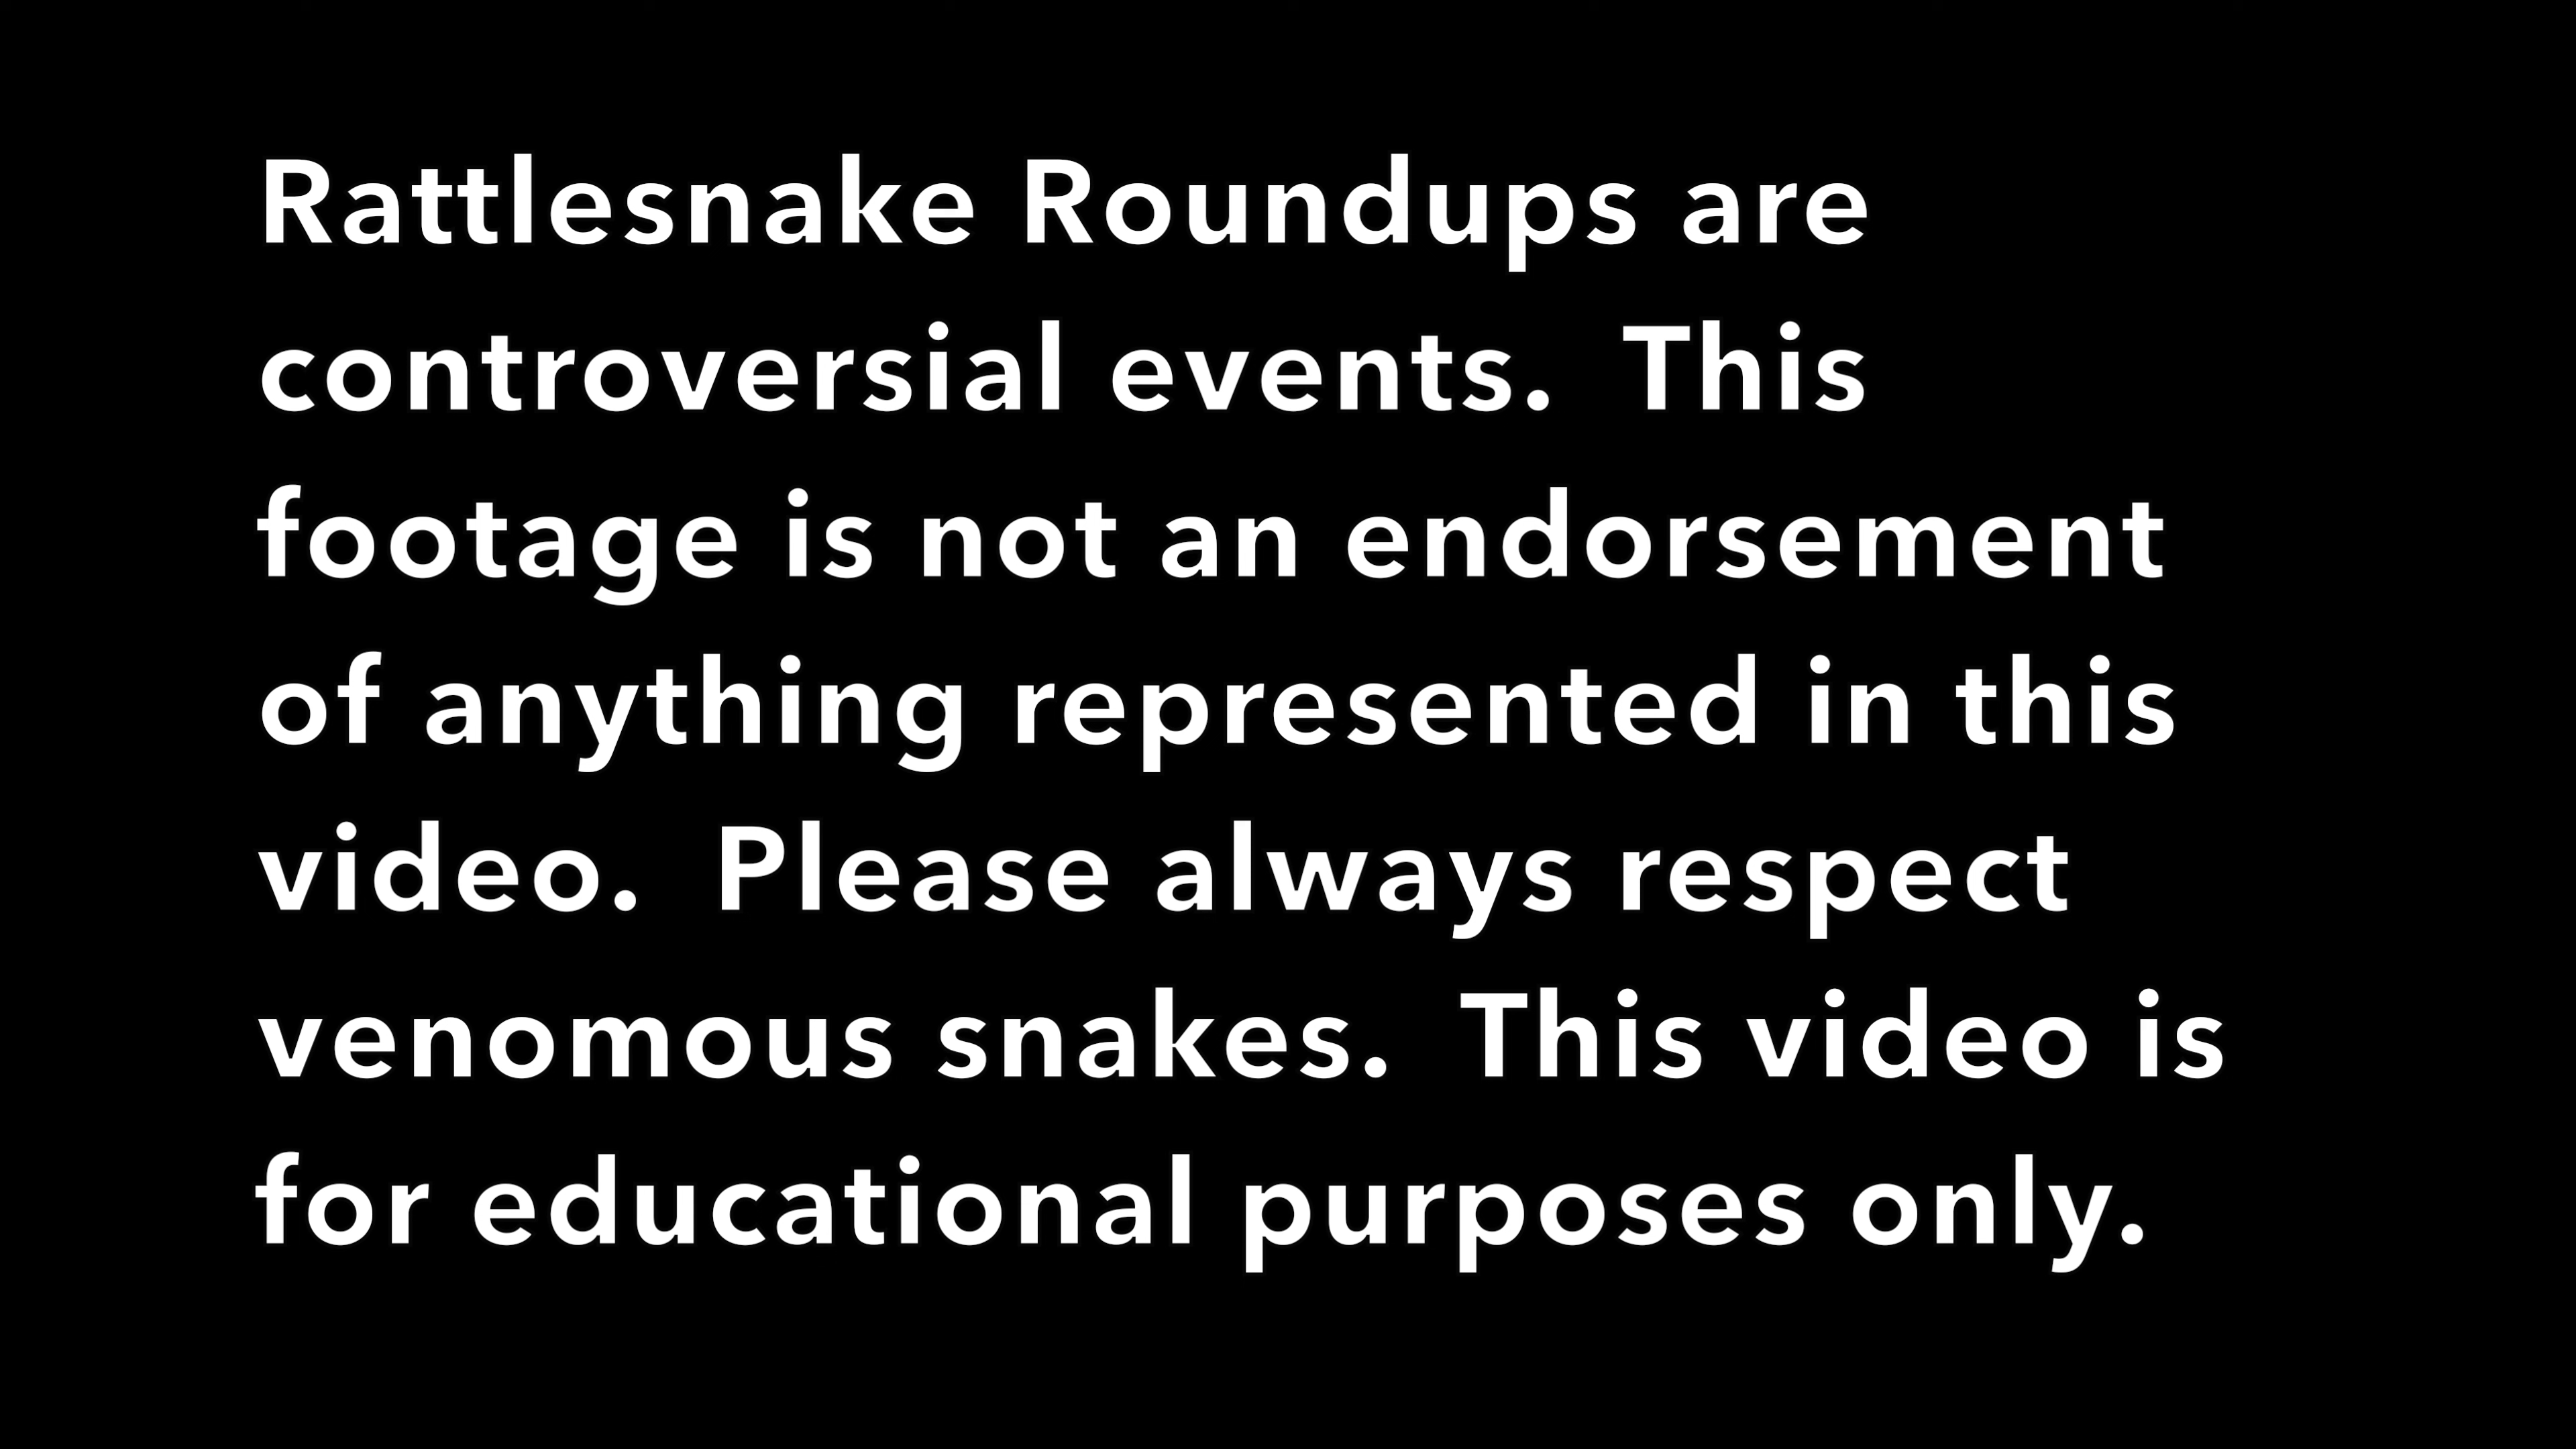 Rattlesnake Roundups are
controversial events.  This
footage is not an endorsement
of anything represented in this
video.  Please always respect
venomous snakes.  This video is
for educational purposes only.